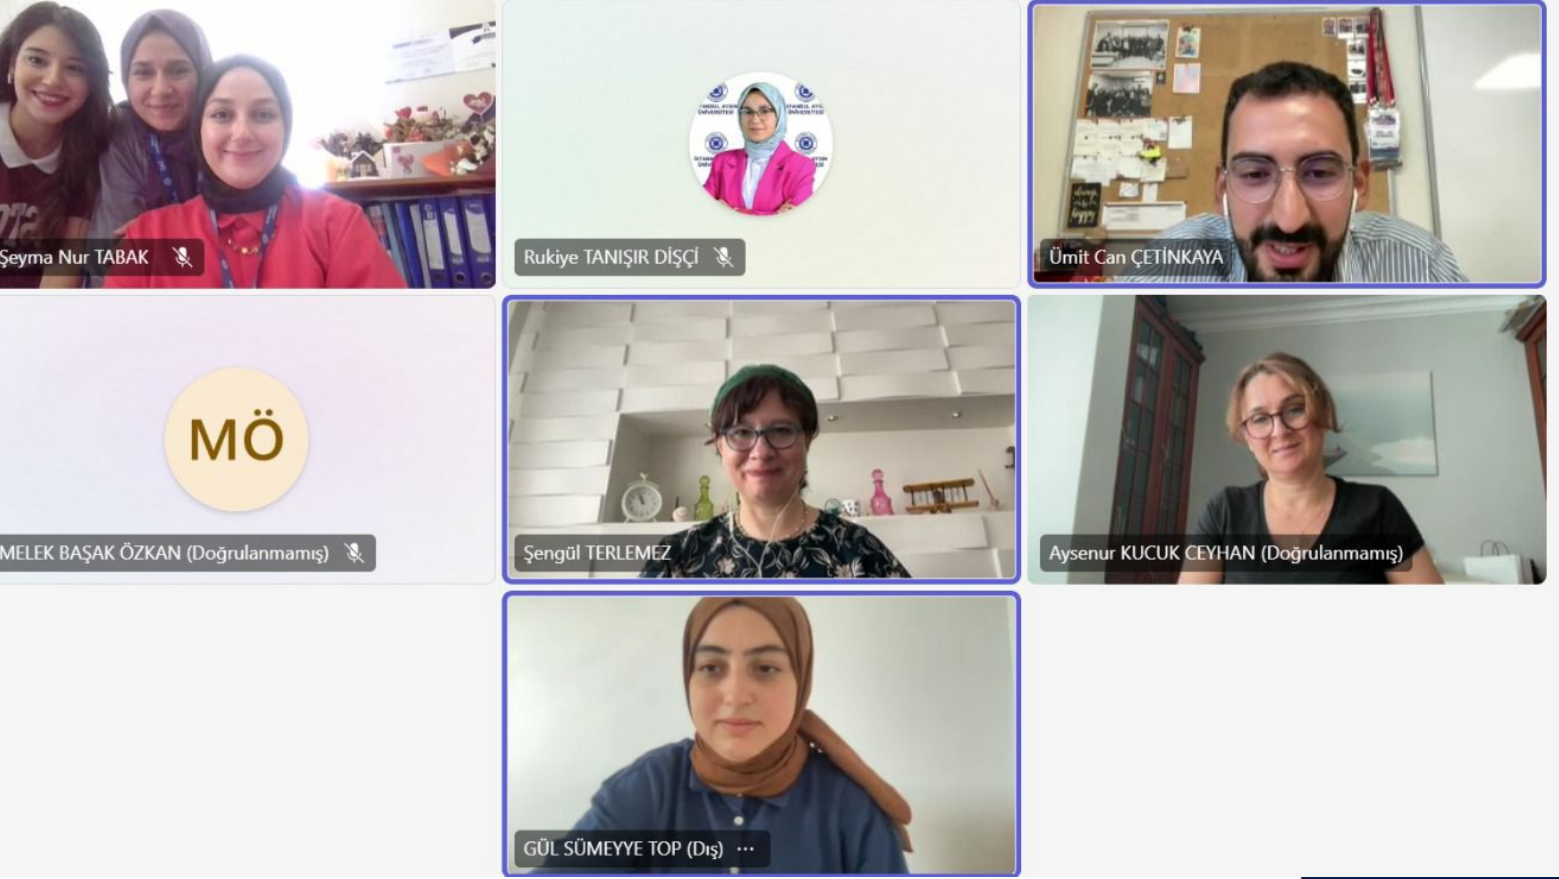 Şeyma Nur TABAK
Rukiye TANIŞIR DİŞÇİ
Ümit Can ÇETİNKAYA
MÖ
MELEK BAŞAK ÖZKAN (Doğrulanmamış)
Şengül TERLEMEZ
Aysenur KUCUK CEYHAN (Doğrulanmamış)
GÜL SÜMEYYE TOP (Dış) ···